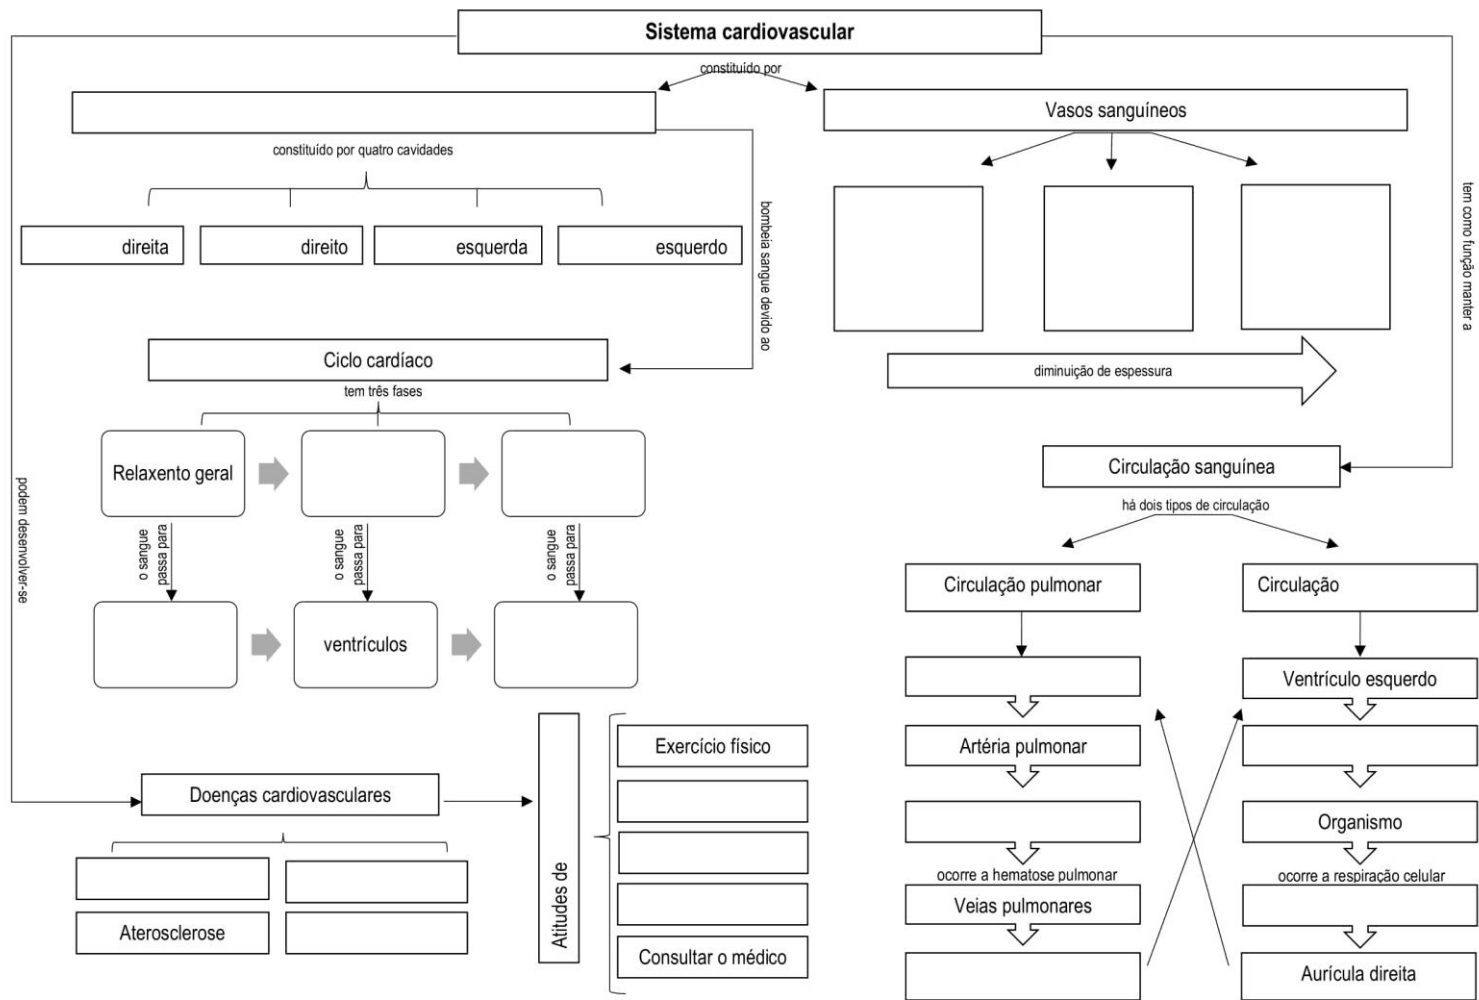 Sistema cardiovascular
constituído por
Vasos sanguíneos
constituído por quatro cavidades
direita
direito
esquerda
esquerdo
bombeia sangue devido ao
tem como função manter a
Ciclo cardíaco
tem três fases
diminuição de espessura
Relaxento geral
Circulação sanguínea
há dois tipos de circulação
podem desenvolver-se
o sangue
passa para
o sangue
passa para
o sangue
passa para
ventrículos
Circulação pulmonar
Circulação
Ventrículo esquerdo
Artéria pulmonar
Organismo
ocorre a hematose pulmonar
ocorre a respiração celular
Veias pulmonares
Aurícula direita
Doenças cardiovasculares
Aterosclerose
Atitudes de
Exercício físico
Consultar o médico